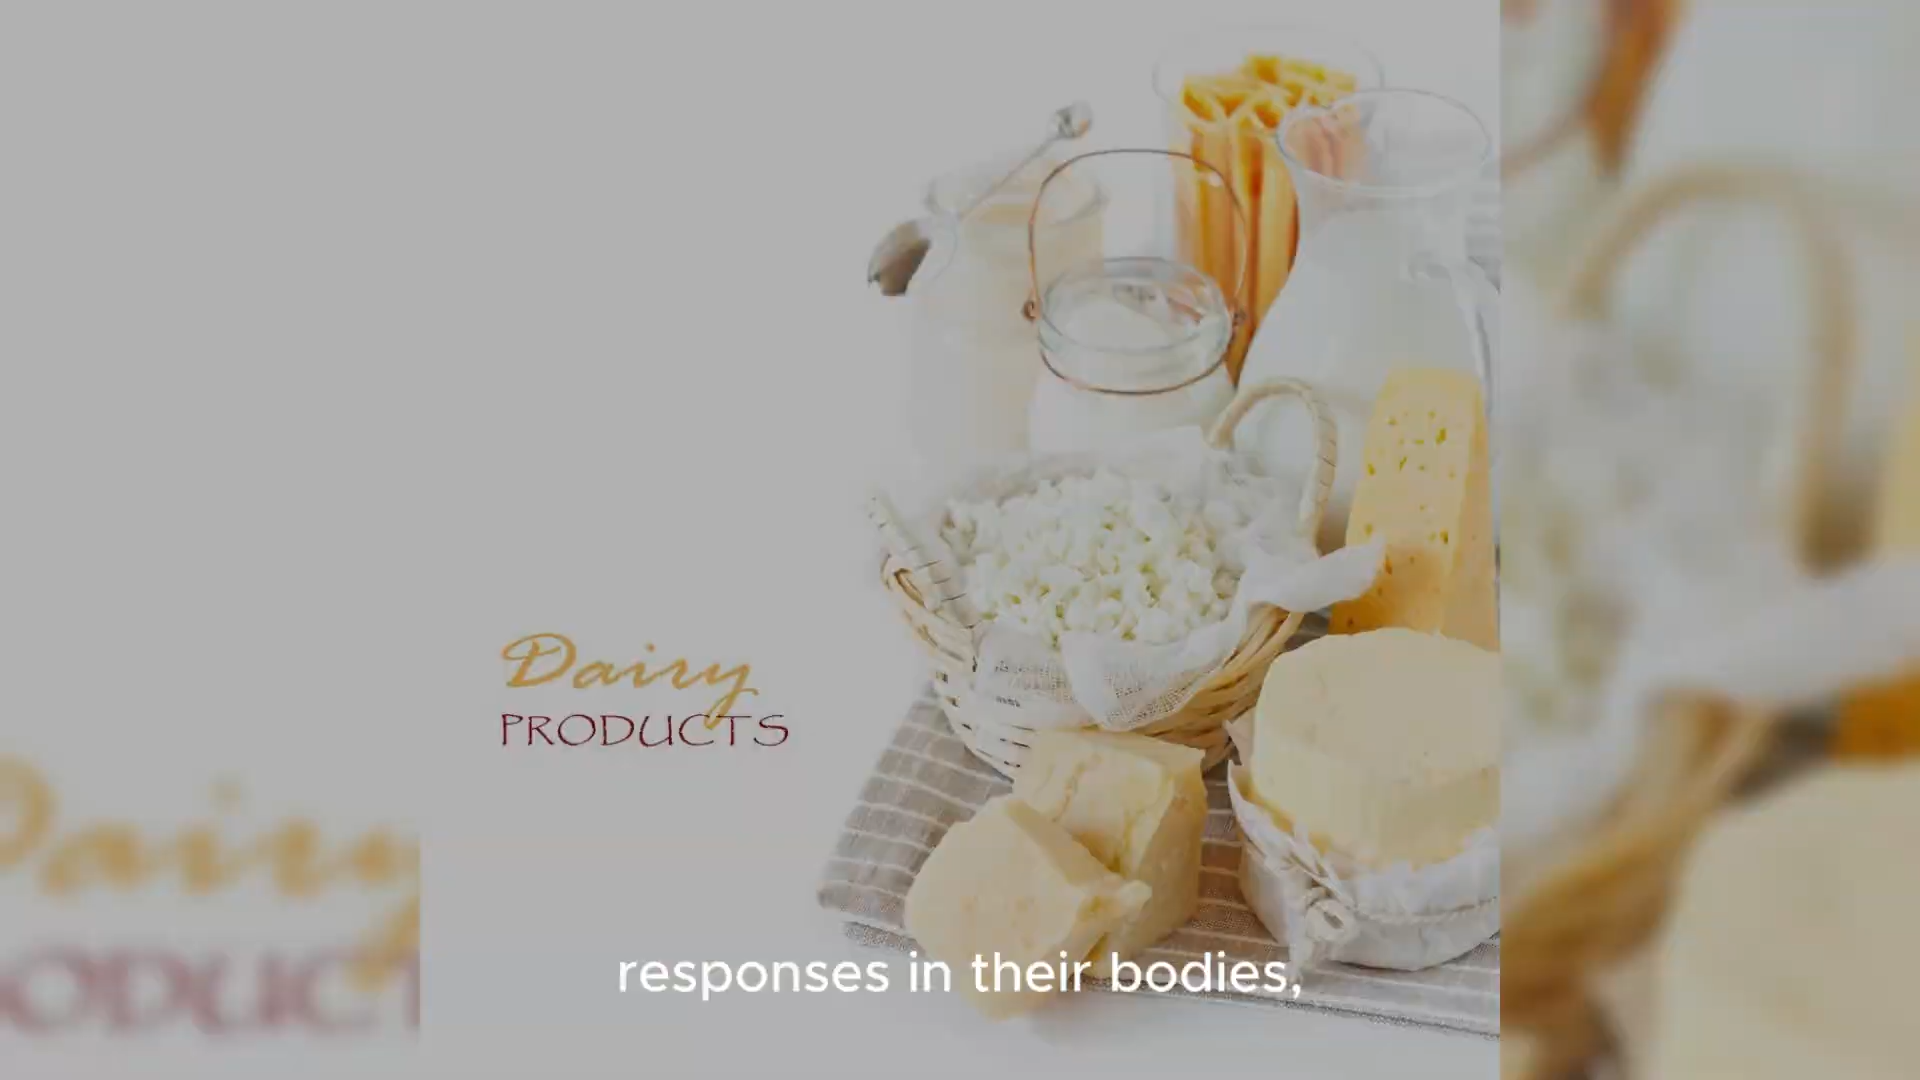 Dairy
PRODUCTS
responses in their bodies,